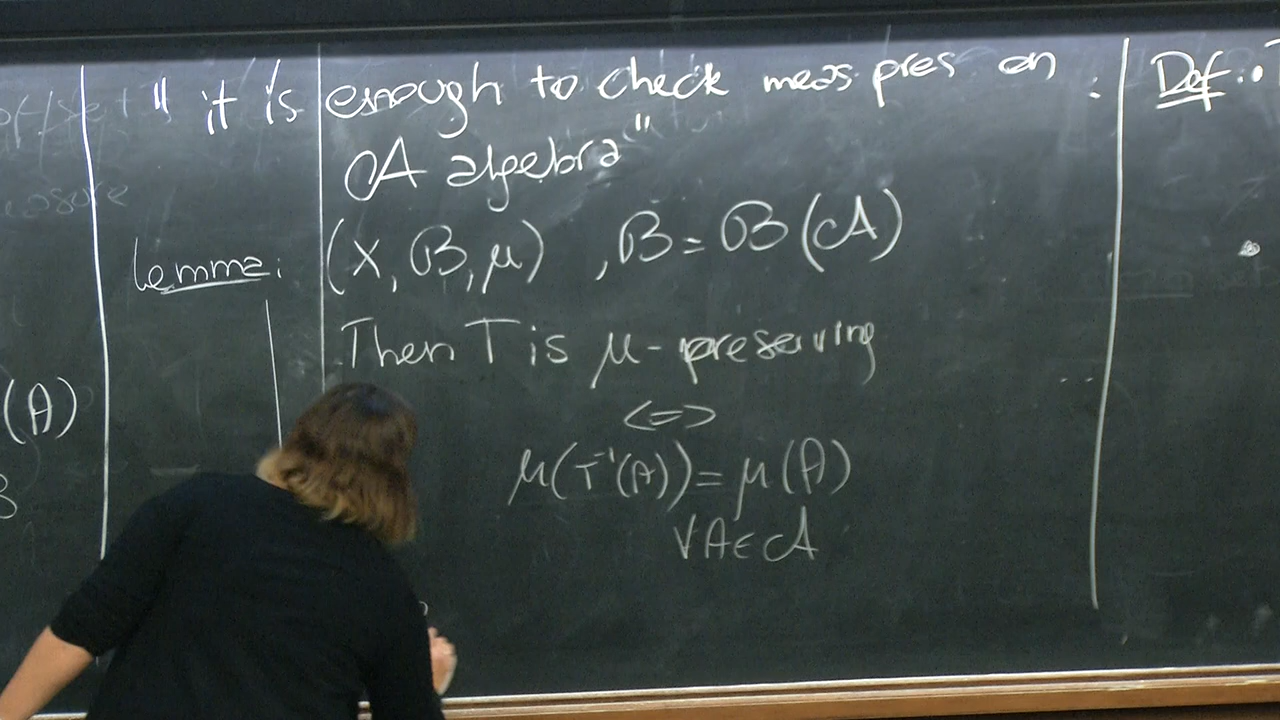 " it is enough to check meas pres on
𝒜 algebra"
Lemma: (X, ℬ, μ) , ℬ = ℬ(𝒜)
Then T is μ-preserving
<=>
μ(T⁻¹(A)) = μ(A)
∀A∈𝒜
Def:
(A)